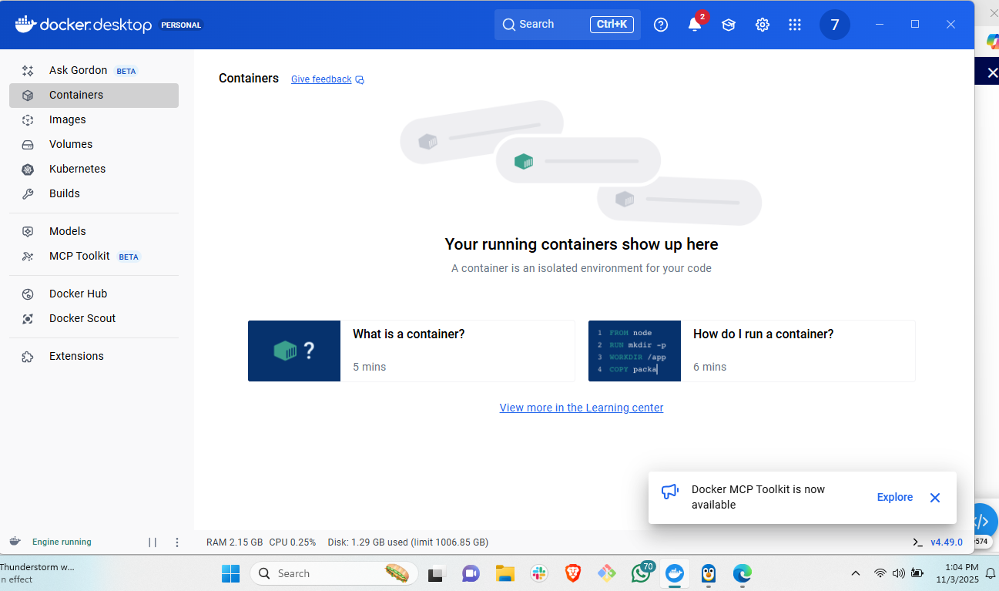 docker.desktop PERSONAL
Search Ctrl+K
2
7
Ask Gordon BETA
Containers
Images
Volumes
Kubernetes
Builds
Models
MCP Toolkit BETA
Docker Hub
Docker Scout
Extensions
Containers Give feedback
Your running containers show up here
A container is an isolated environment for your code
?
What is a container?
5 mins
1 FROM node
2 RUN mkdir -p
3 WORKDIR /app
4 COPY packa
How do I run a container?
6 mins
View more in the Learning center
Docker MCP Toolkit is now
available
Explore
Engine running
RAM 2.15 GB CPU 0.25% Disk: 1.29 GB used (limit 1006.85 GB)
>_ v4.49.0
</>
574
Thunderstorm w...
n effect
Search
70
1:04 PM
11/3/2025